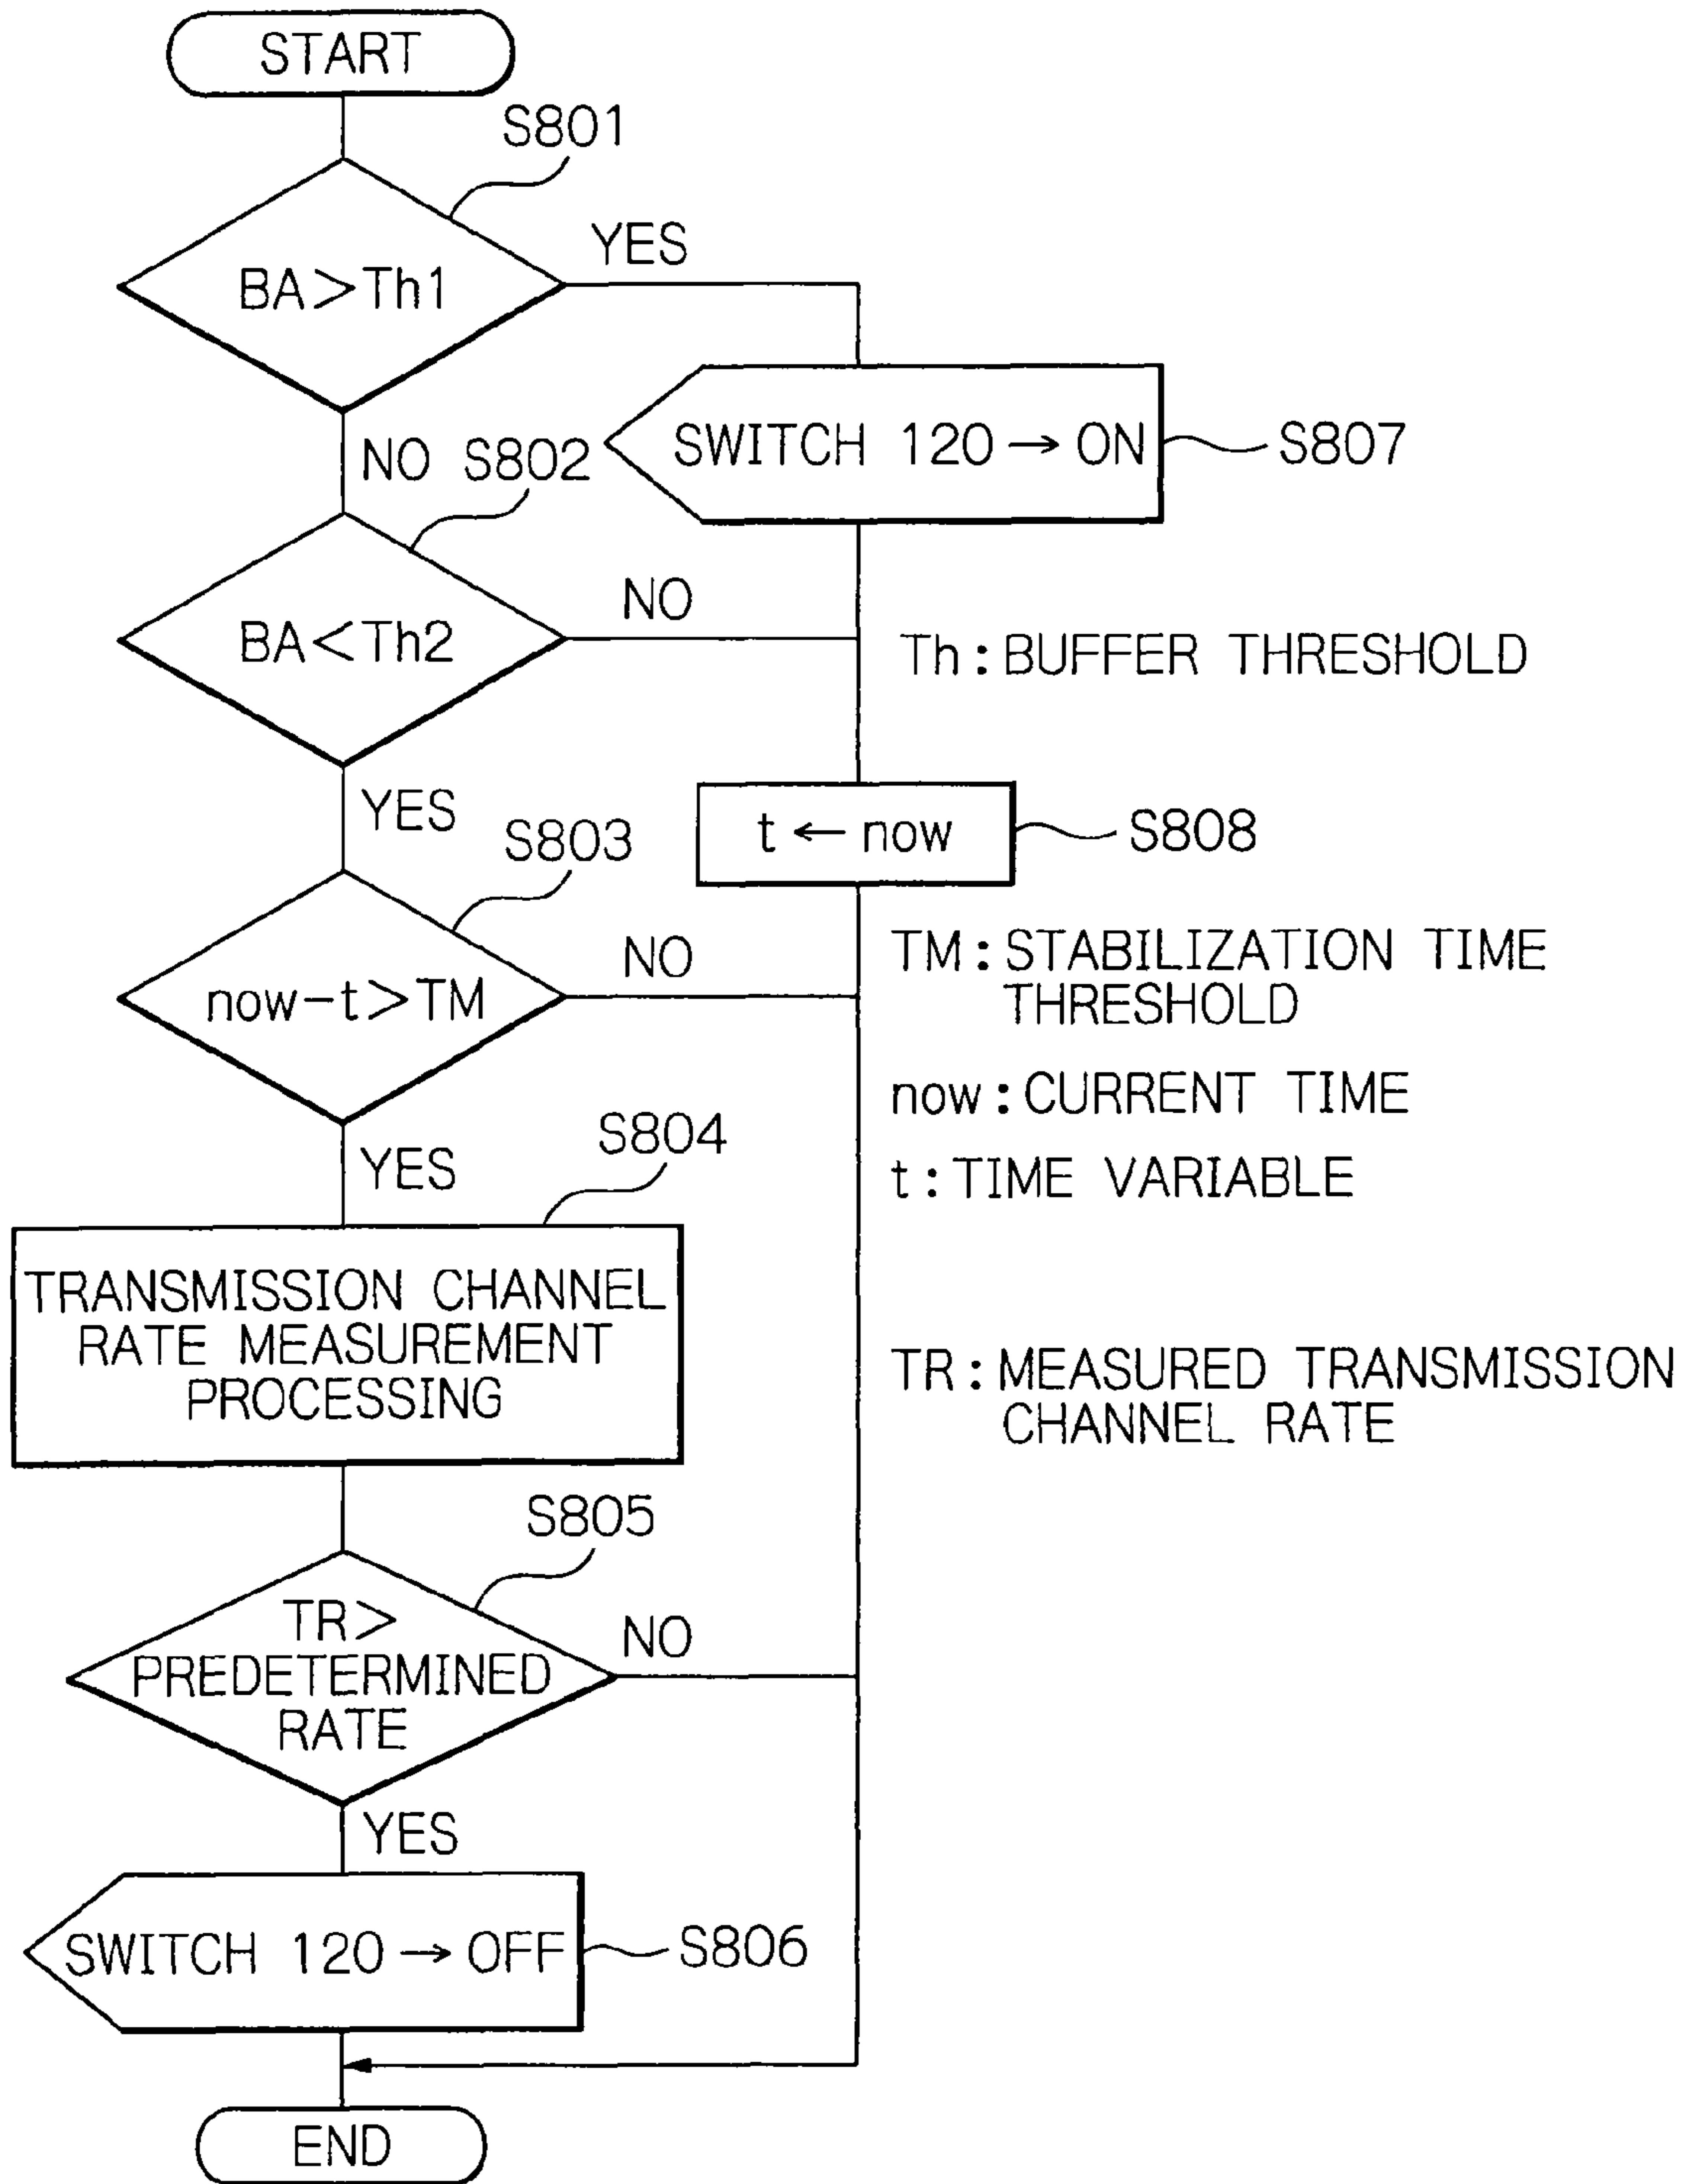 START
S801
YES
BA>Th1
SWITCH 120→ON
S807
NO
S802
NO
BA<Th2
Th:BUFFER THRESHOLD
YES
t←now
S808
S803
NO
TM:STABILIZATION TIME
THRESHOLD
now-t>TM
now:CURRENT TIME
S804
YES
t:TIME VARIABLE
TRANSMISSION CHANNEL
RATE MEASUREMENT
PROCESSING
TR:MEASURED TRANSMISSION
CHANNEL RATE
S805
TR>
PREDETERMINED
RATE
NO
YES
SWITCH 120→OFF
S806
END